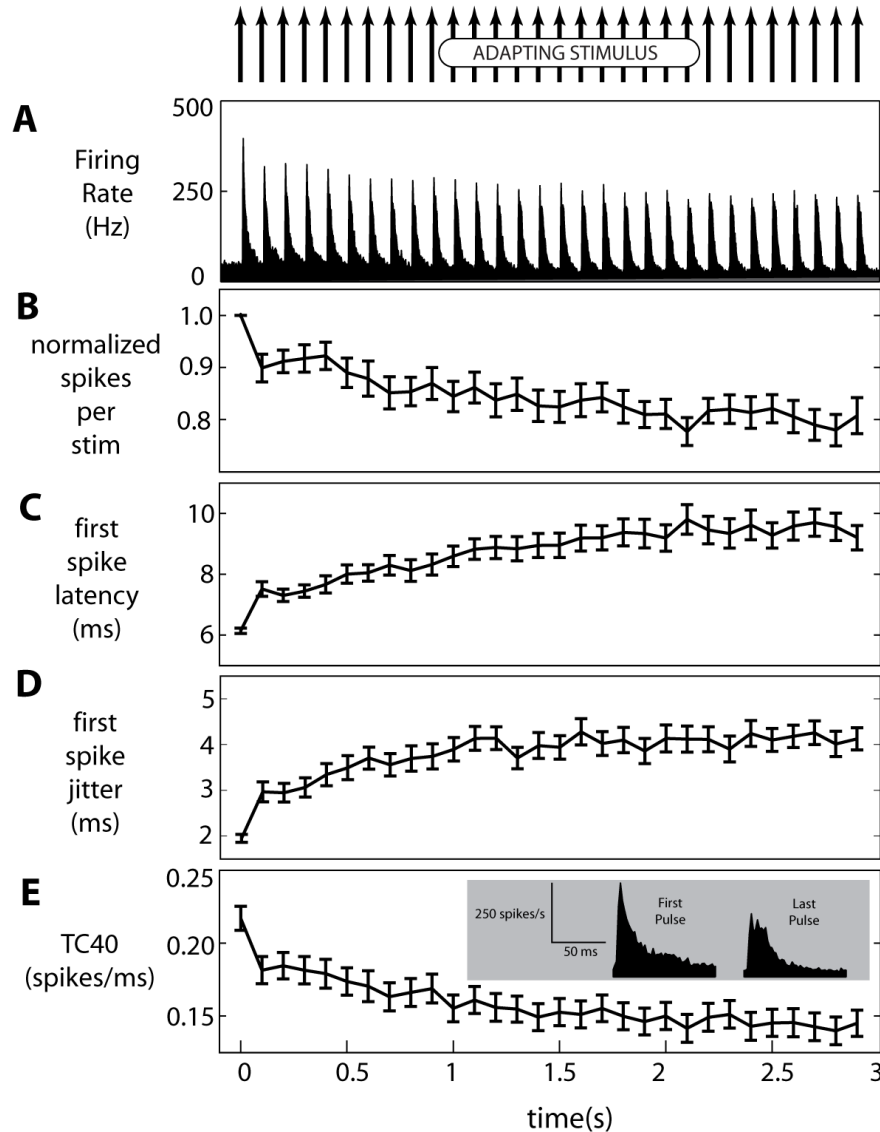 ADAPTING STIMULUS
A
Firing
Rate
(Hz)
500
250
0
B
normalized
spikes
per
stim
1.0
0.9
0.8
C
first
spike
latency
(ms)
10
8
6
D
first
spike
jitter
(ms)
5
4
3
2
E
TC40
(spikes/ms)
0.25
0.20
0.15
250 spikes/s
50 ms
First
Pulse
Last
Pulse
0 0.5 1 1.5 2 2.5 3
time(s)